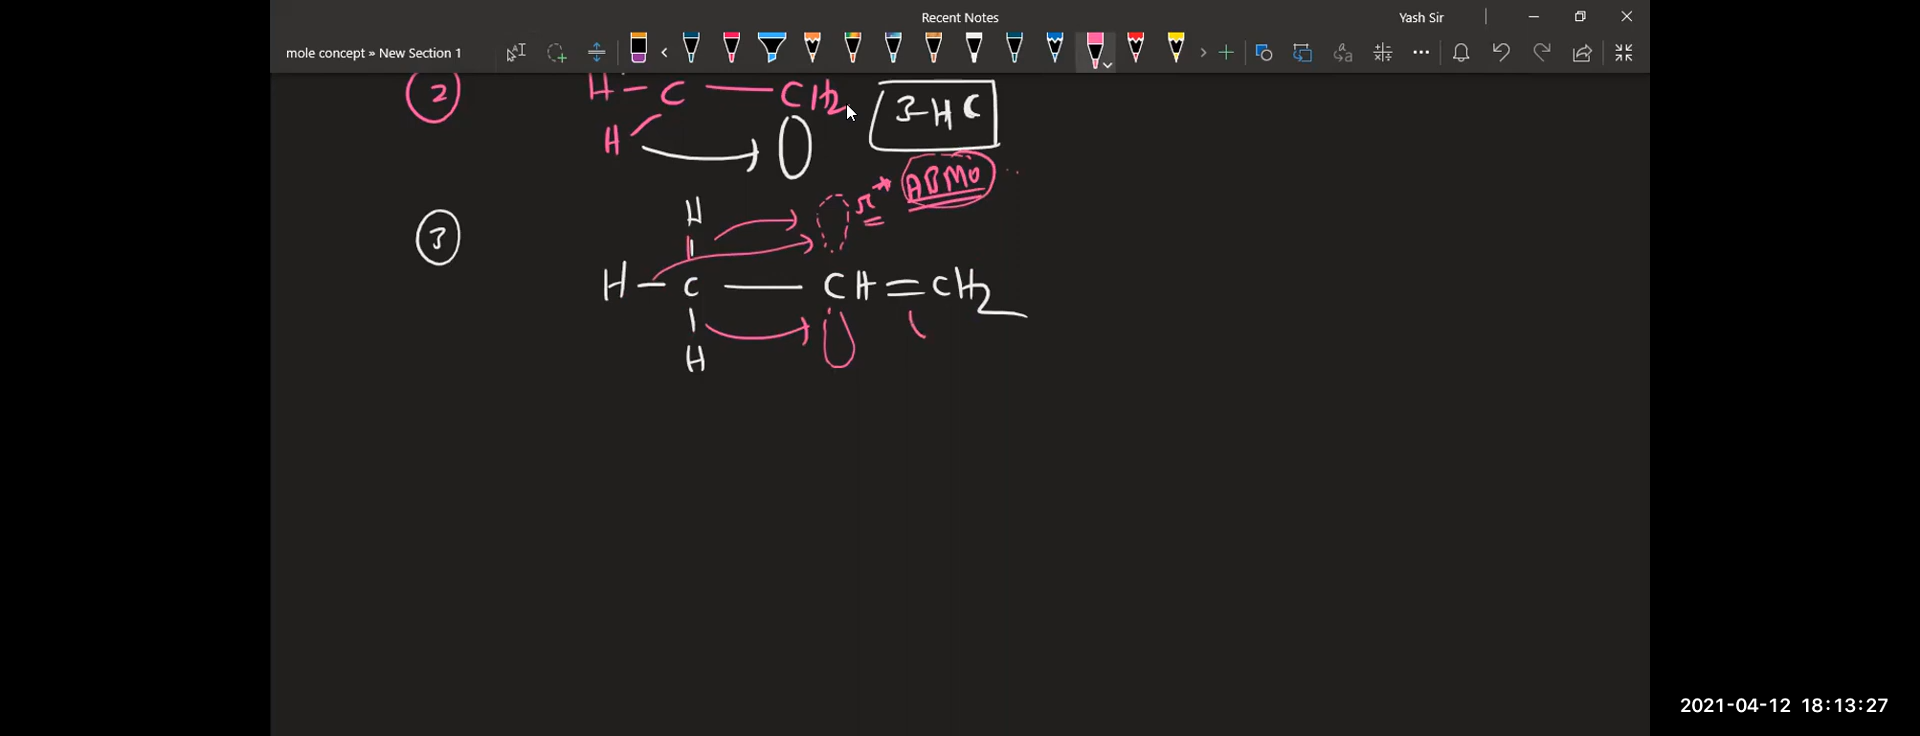 Recent Notes
Yash Sir
mole concept » New Section 1
2
H - C — CH2
3-HC
H
π* ABMO
3
H
H - C — CH = CH2
H
2021-04-12 18:13:27